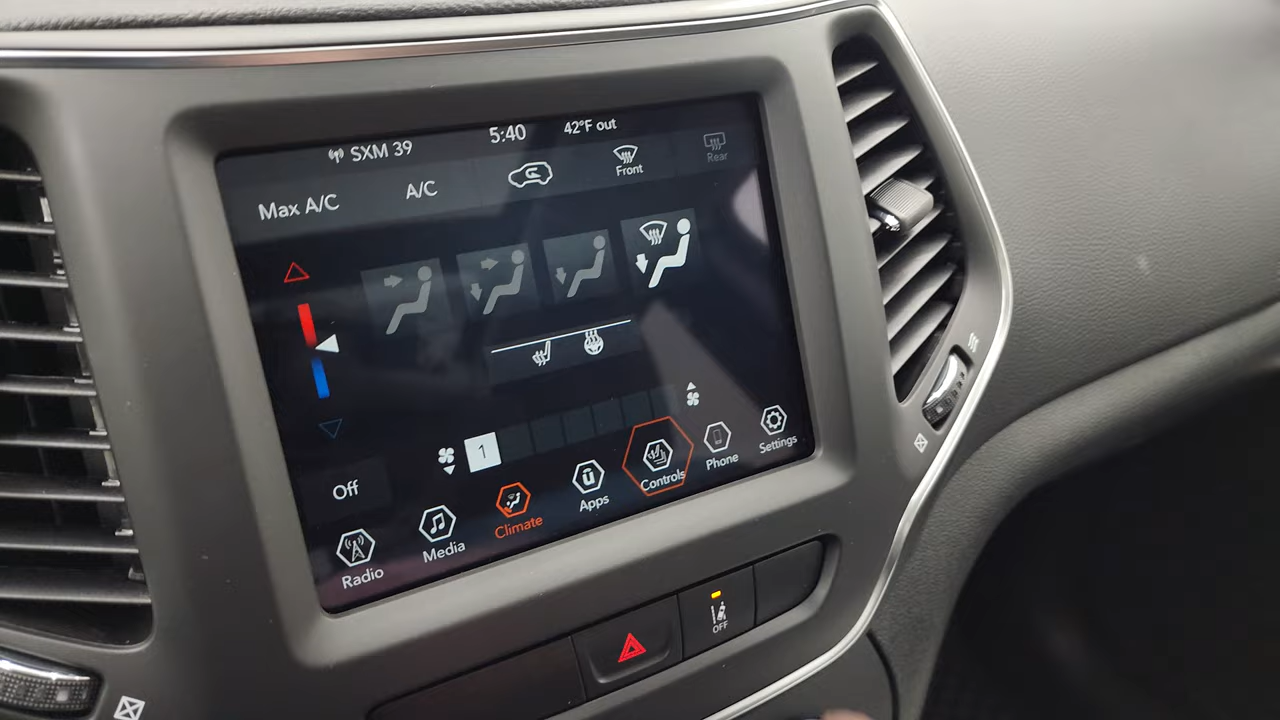 SXM 39
5:40
42°F out
Max A/C
A/C
Front
Rear
1
Off
Radio
Media
Climate
Apps
Controls
Phone
Settings
OFF